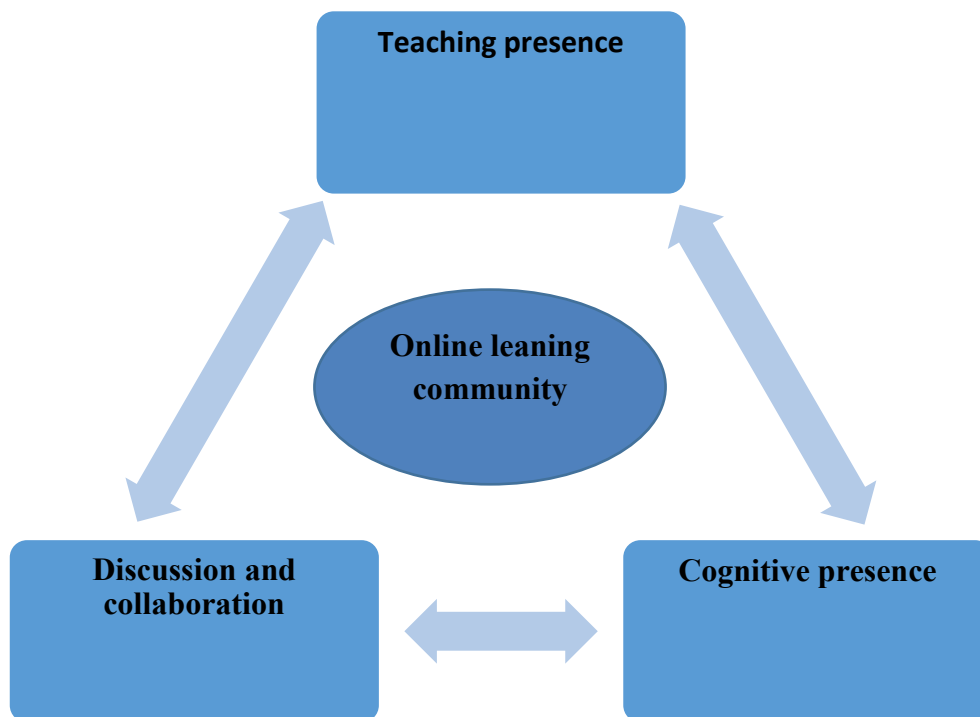 Teaching presence
Online leaning
community
Discussion and
collaboration
Cognitive presence